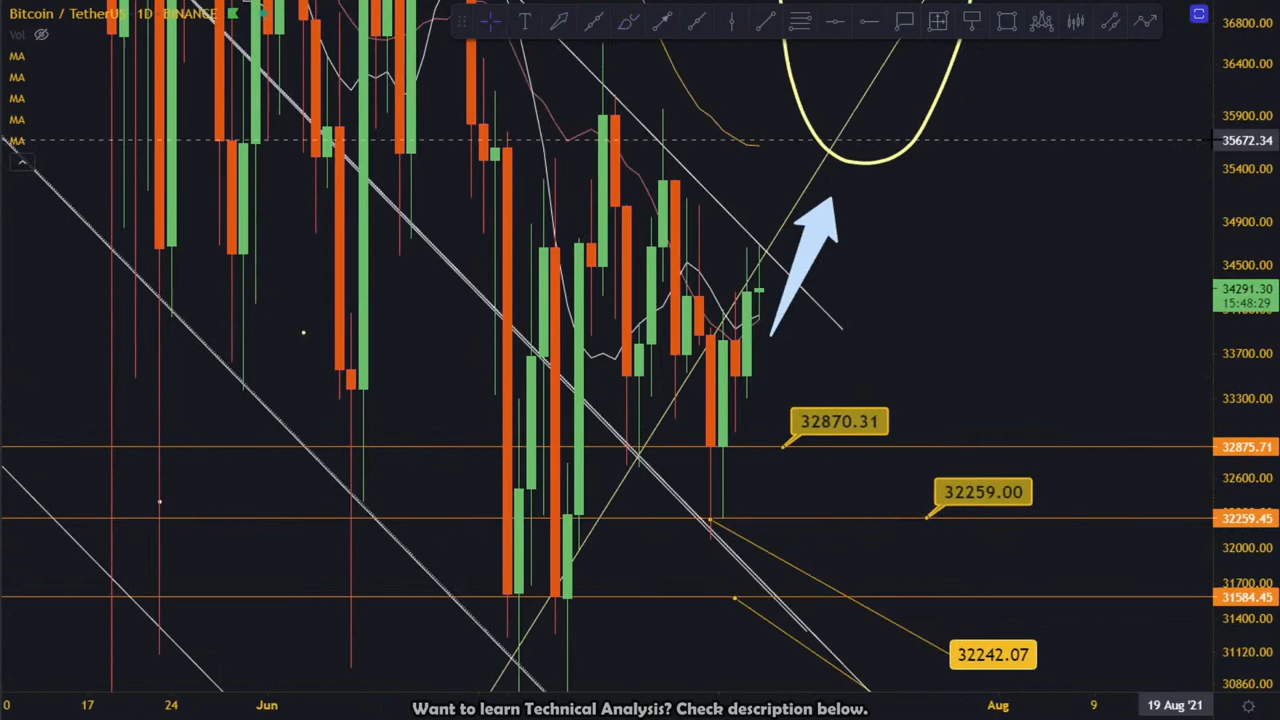 Bitcoin / TetherUS 1D BINANCE
Vol
MA
MA
MA
MA
MA
36800.00
36400.00
35900.00
35672.34
35400.00
34900.00
34500.00
34291.30
15:48:29
33700.00
33300.00
32870.31
32875.71
32600.00
32259.00
32259.45
32000.00
31700.00
31584.45
31400.00
32242.07
31120.00
30860.00
0
17
24
Jun
Aug
9
19 Aug '21
Want to learn Technical Analysis? Check description below.